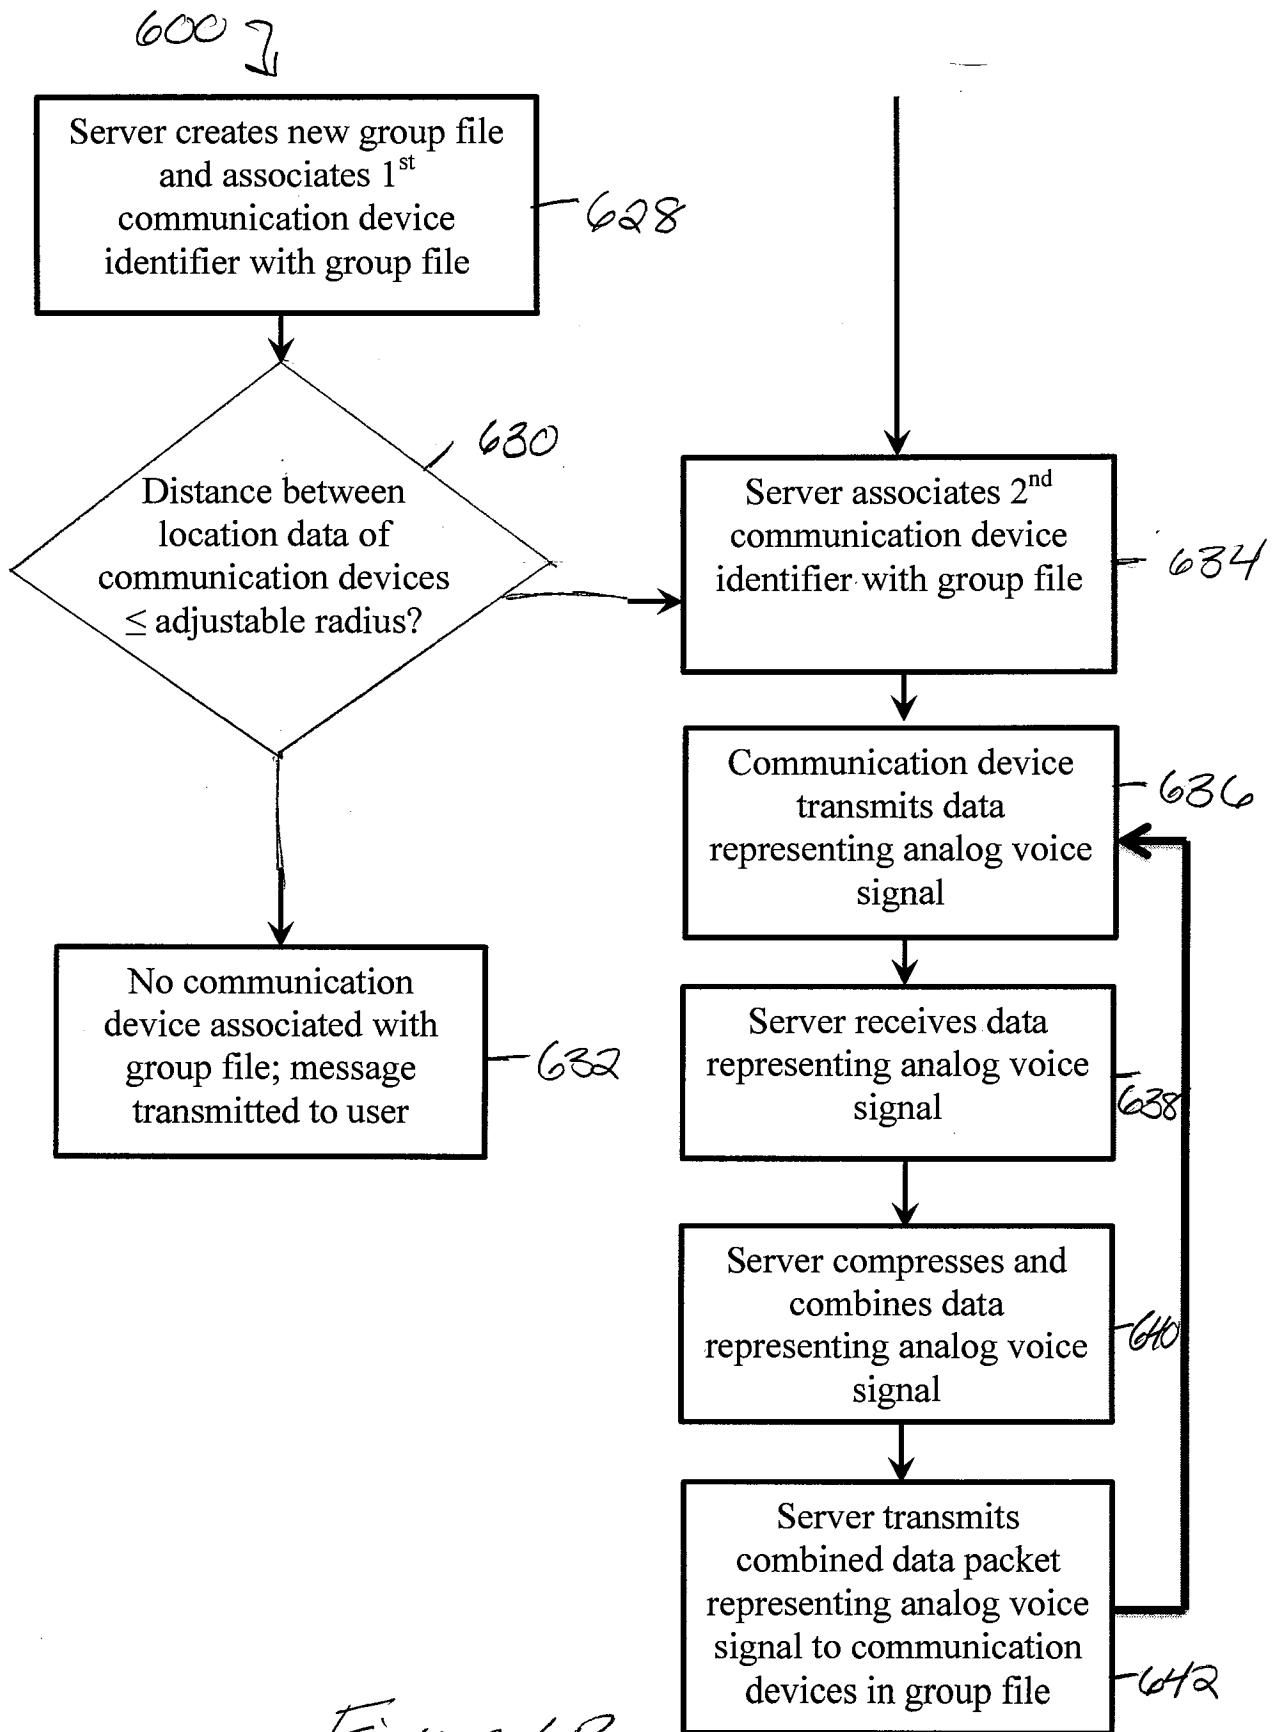 600
Server creates new group file
and associates 1st
communication device
identifier with group file
628
630
Distance between
location data of
communication devices
≤ adjustable radius?
Server associates 2nd
communication device
identifier with group file
634
Communication device
transmits data
representing analog voice
signal
636
No communication
device associated with
group file; message
transmitted to user
632
Server receives data
representing analog voice
signal
638
Server compresses and
combines data
representing analog voice
signal
640
Server transmits
combined data packet
representing analog voice
signal to communication
devices in group file
642